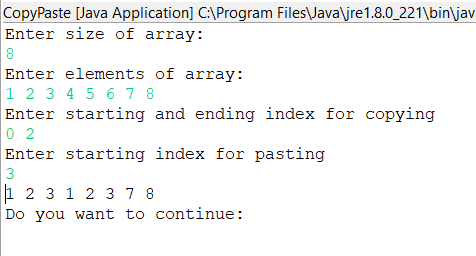 CopyPaste [Java Application] C:\Program Files\Java\jre1.8.0_221\bin\jav
Enter size of array:
8
Enter elements of array:
1 2 3 4 5 6 7 8
Enter starting and ending index for copying
0 2
Enter starting index for pasting
3
1 2 3 1 2 3 7 8
Do you want to continue: